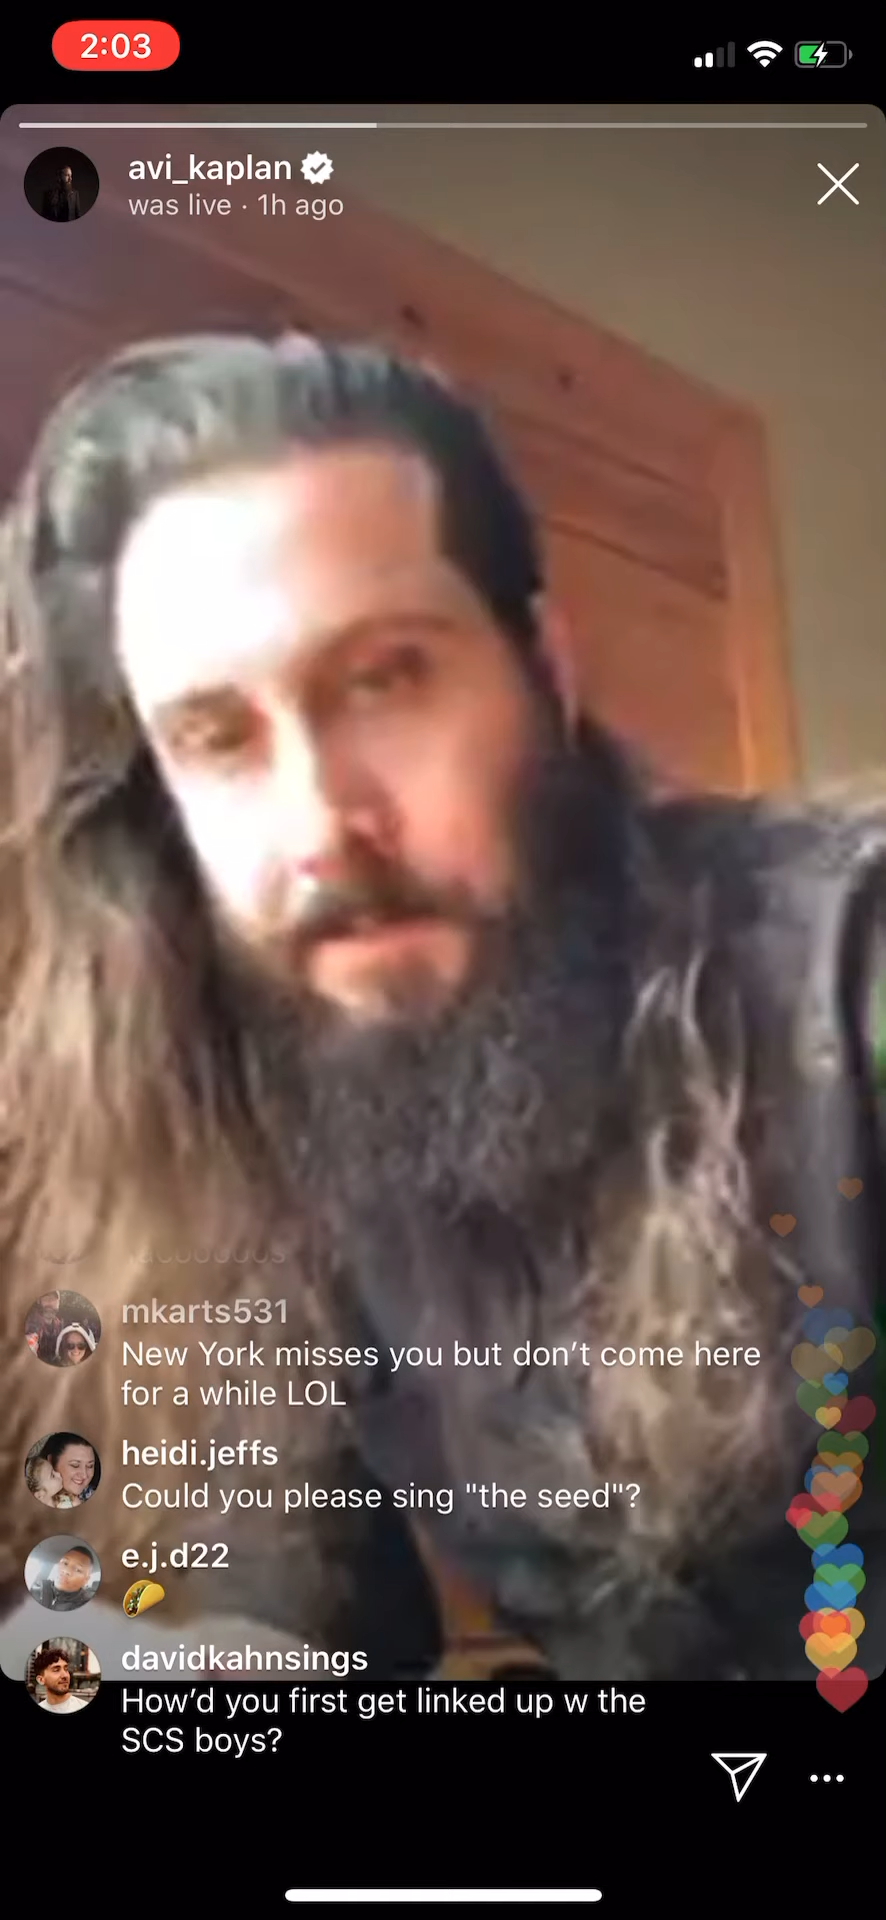 2:03
avi_kaplan
was live · 1h ago
mkarts531
New York misses you but don’t come here
for a while LOL
heidi.jeffs
Could you please sing "the seed"?
e.j.d22
🌮
davidkahnsings
How’d you first get linked up w the
SCS boys?